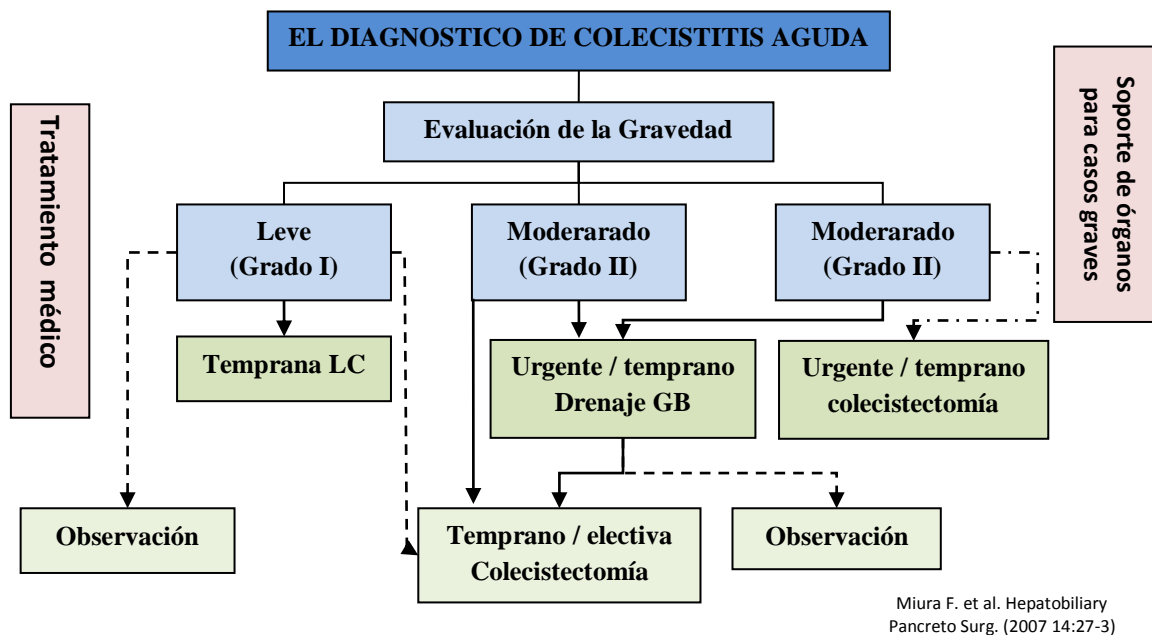 EL DIAGNOSTICO DE COLECISTITIS AGUDA
Soporte de órganos
para casos graves
Tratamiento médico
Evaluación de la Gravedad
Leve
(Grado I)
Moderarado
(Grado II)
Moderarado
(Grado II)
Temprana LC
Urgente / temprano
Drenaje GB
Urgente / temprano
colecistectomía
Observación
Temprano / electiva
Colecistectomía
Observación
Miura F. et al. Hepatobiliary
Pancreto Surg. (2007 14:27-3)